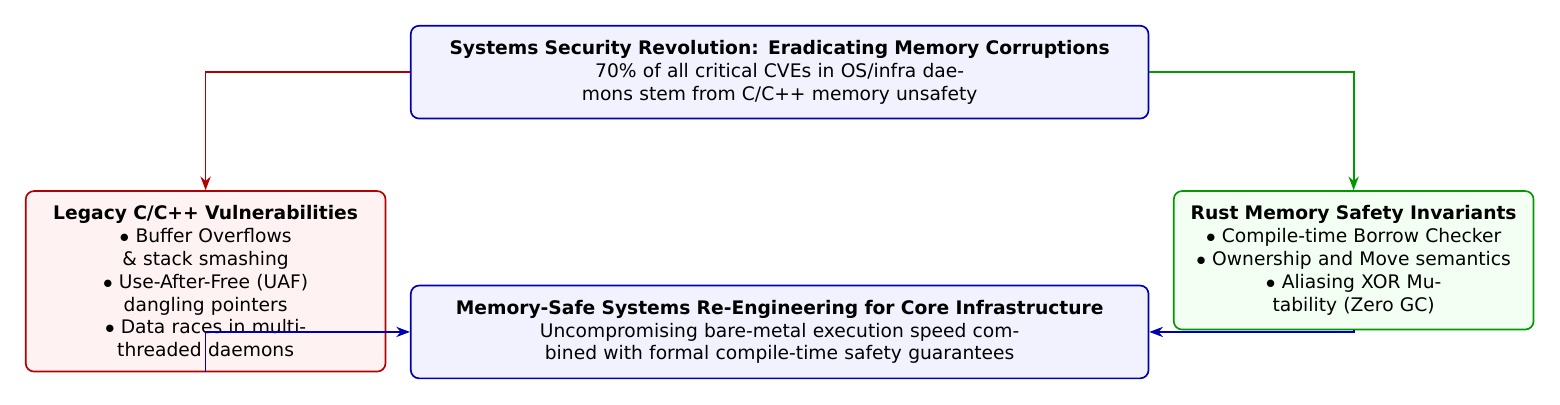 Systems Security Revolution: Eradicating Memory Corruptions
70% of all critical CVEs in OS/infra dae-
mons stem from C/C++ memory unsafety
Legacy C/C++ Vulnerabilities
• Buffer Overflows
& stack smashing
• Use-After-Free (UAF)
dangling pointers
• Data races in multi-
threaded daemons
Rust Memory Safety Invariants
• Compile-time Borrow Checker
• Ownership and Move semantics
• Aliasing XOR Mu-
tability (Zero GC)
Memory-Safe Systems Re-Engineering for Core Infrastructure
Uncompromising bare-metal execution speed com-
bined with formal compile-time safety guarantees